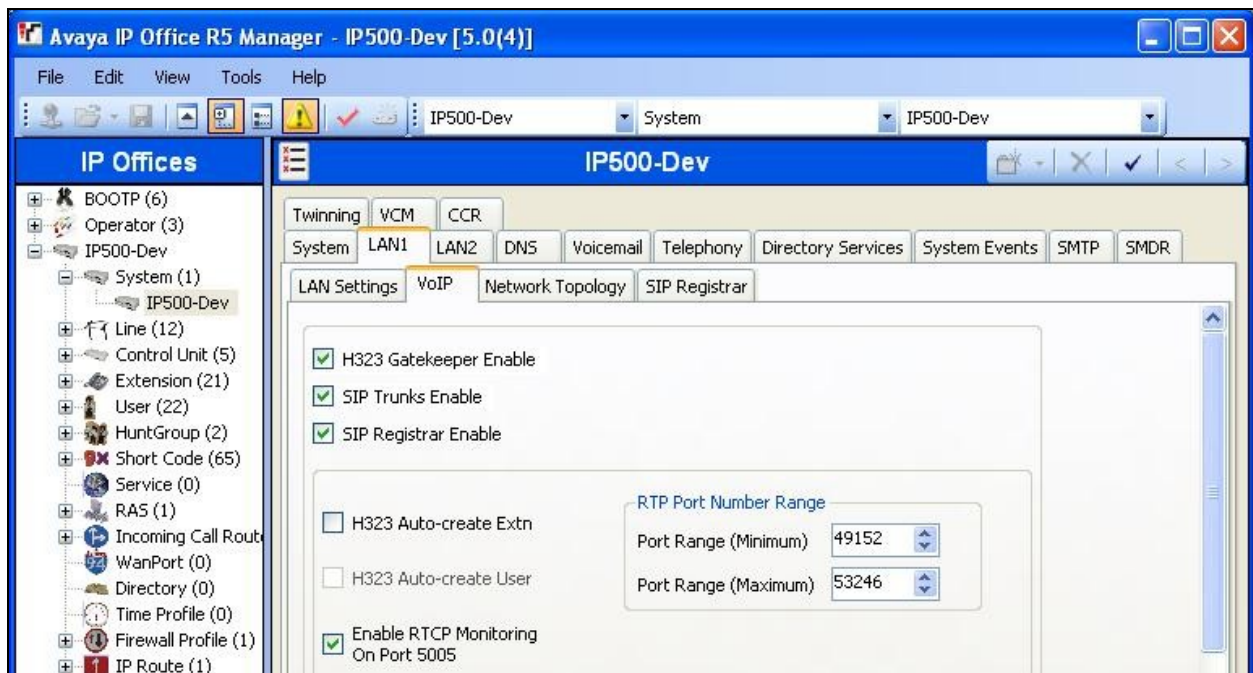 Avaya IP Office R5 Manager - IP500-Dev [5.0(4)]
File Edit View Tools Help
IP500-Dev System IP500-Dev
IP Offices
BOOTP (6)
Operator (3)
IP500-Dev
System (1)
IP500-Dev
Line (12)
Control Unit (5)
Extension (21)
User (22)
HuntGroup (2)
Short Code (65)
Service (0)
RAS (1)
Incoming Call Route
WanPort (0)
Directory (0)
Time Profile (0)
Firewall Profile (1)
IP Route (1)
IP500-Dev
Twinning VCM CCR
System LAN1 LAN2 DNS Voicemail Telephony Directory Services System Events SMTP SMDR
LAN Settings VoIP Network Topology SIP Registrar
H323 Gatekeeper Enable
SIP Trunks Enable
SIP Registrar Enable
H323 Auto-create Extn
H323 Auto-create User
Enable RTCP Monitoring
On Port 5005
RTP Port Number Range
Port Range (Minimum) 49152
Port Range (Maximum) 53246